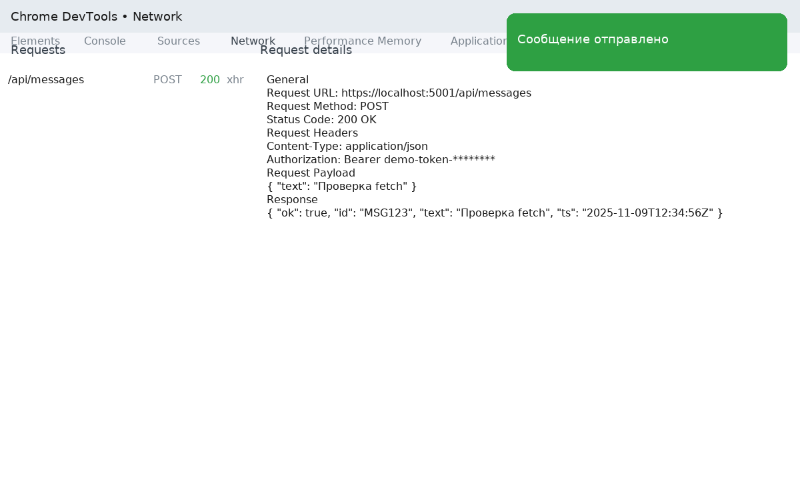 Chrome DevTools • Network
Сообщение отправлено
Elements Console Sources Network Performance Memory Application
Requests
Request details
/api/messages POST 200 xhr
General
Request URL: https://localhost:5001/api/messages
Request Method: POST
Status Code: 200 OK
Request Headers
Content-Type: application/json
Authorization: Bearer demo-token-********
Request Payload
{ "text": "Проверка fetch" }
Response
{ "ok": true, "id": "MSG123", "text": "Проверка fetch", "ts": "2025-11-09T12:34:56Z" }